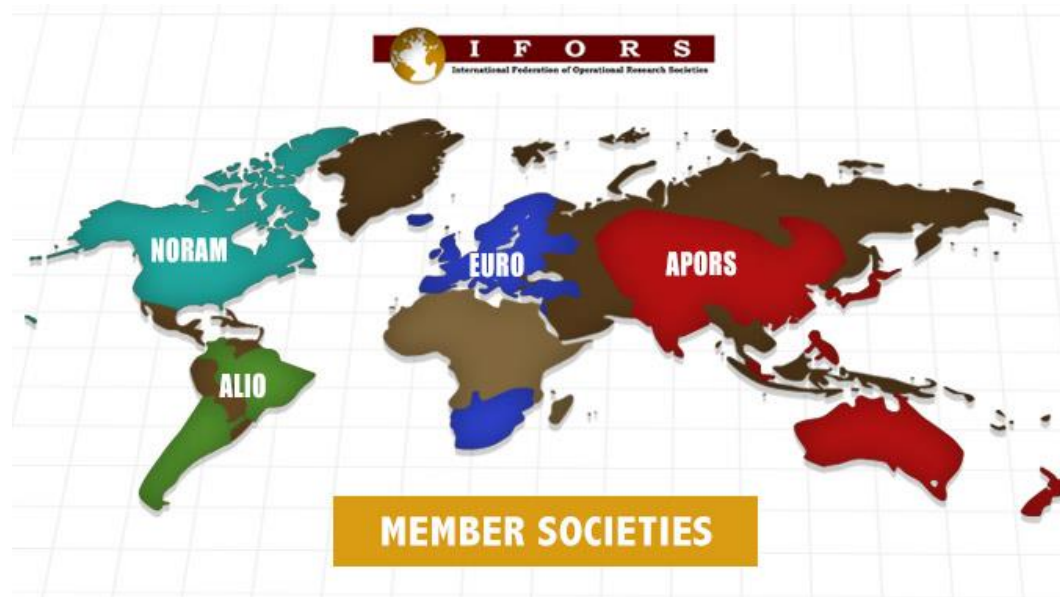 I F O R S
International Federation of Operational Research Societies
NORAM
EURO
APORS
ALIO
MEMBER SOCIETIES